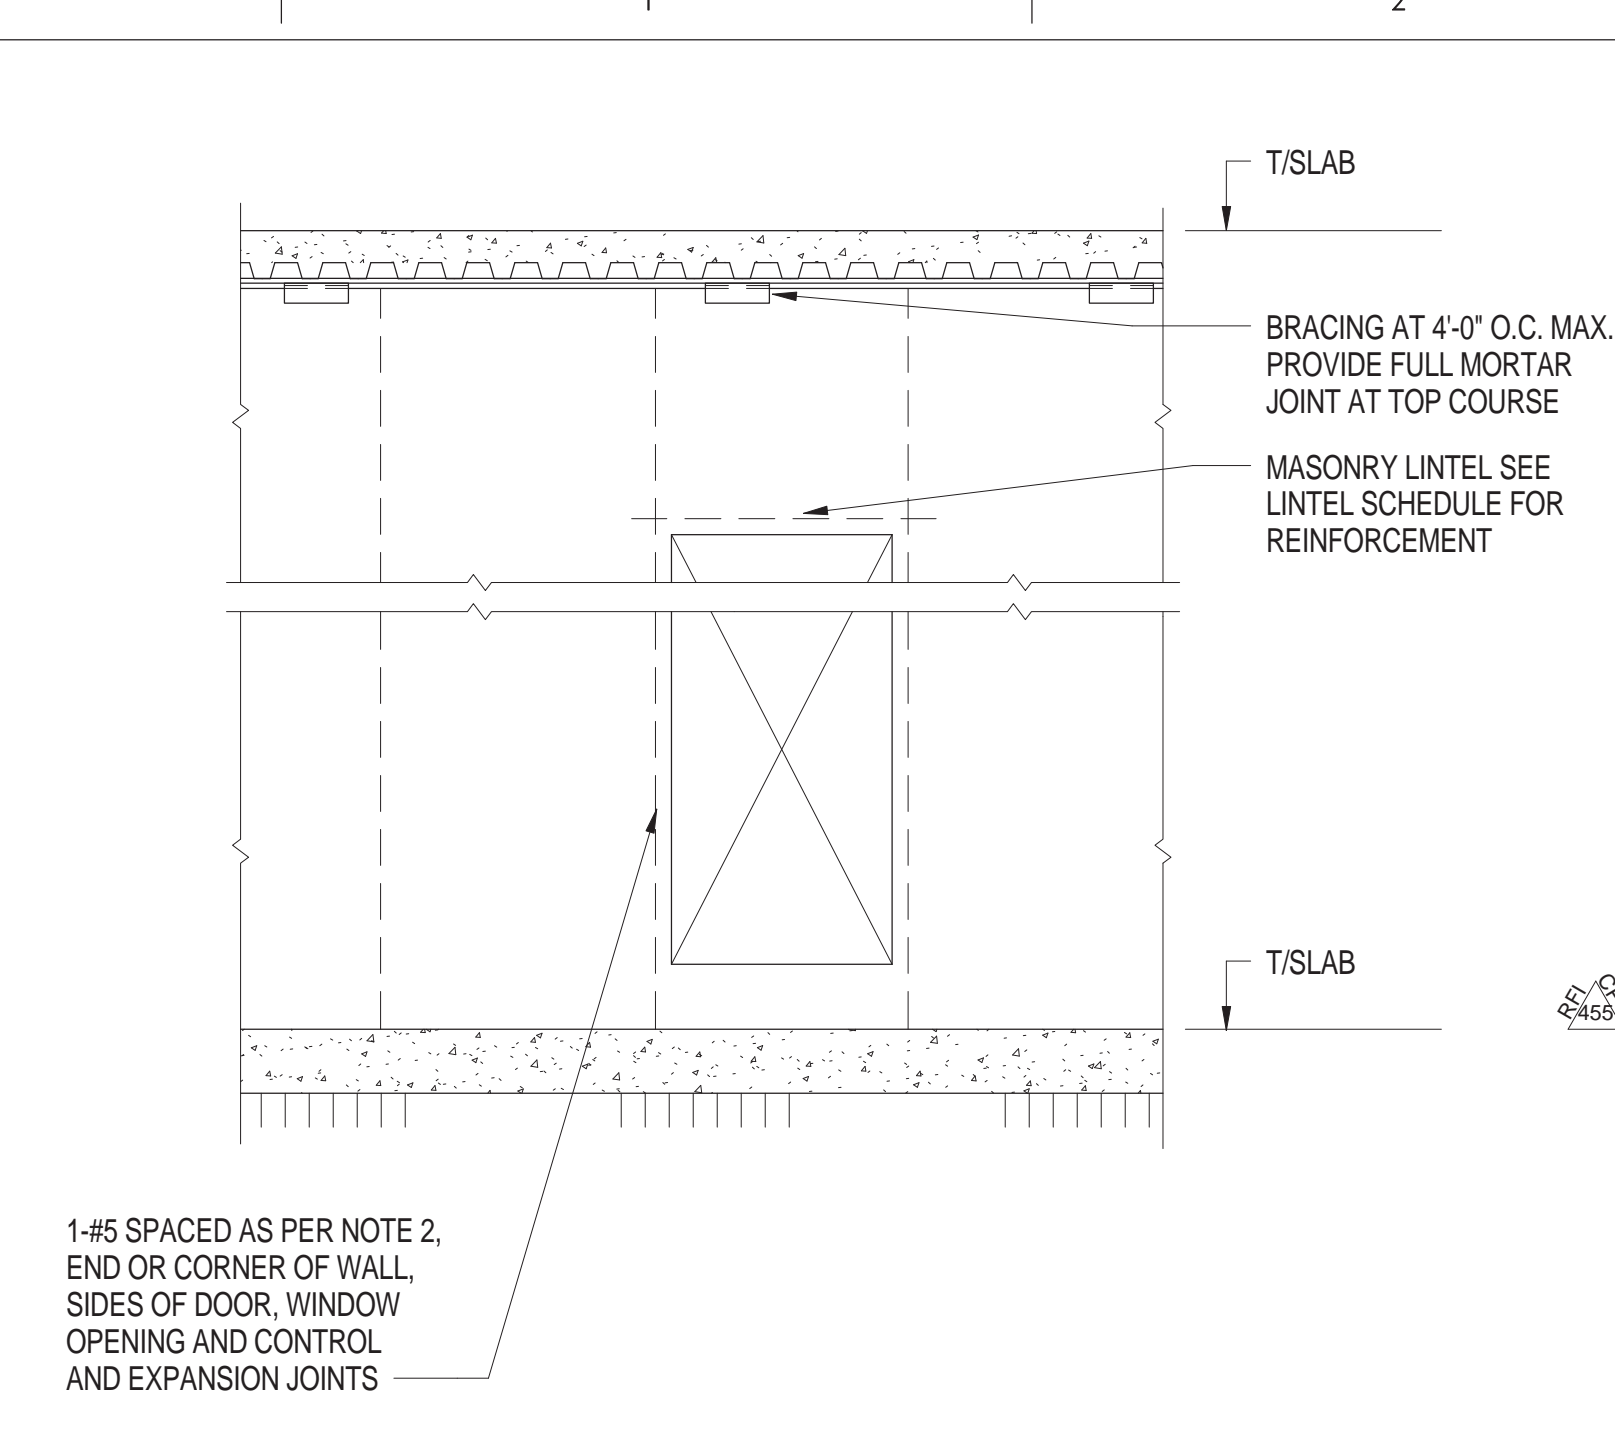 1
2
T/SLAB
BRACING AT 4'-0" O.C. MAX.
PROVIDE FULL MORTAR
JOINT AT TOP COURSE
MASONRY LINTEL SEE
LINTEL SCHEDULE FOR
REINFORCEMENT
T/SLAB
RFI
455
1-#5 SPACED AS PER NOTE 2,
END OR CORNER OF WALL,
SIDES OF DOOR, WINDOW
OPENING AND CONTROL
AND EXPANSION JOINTS